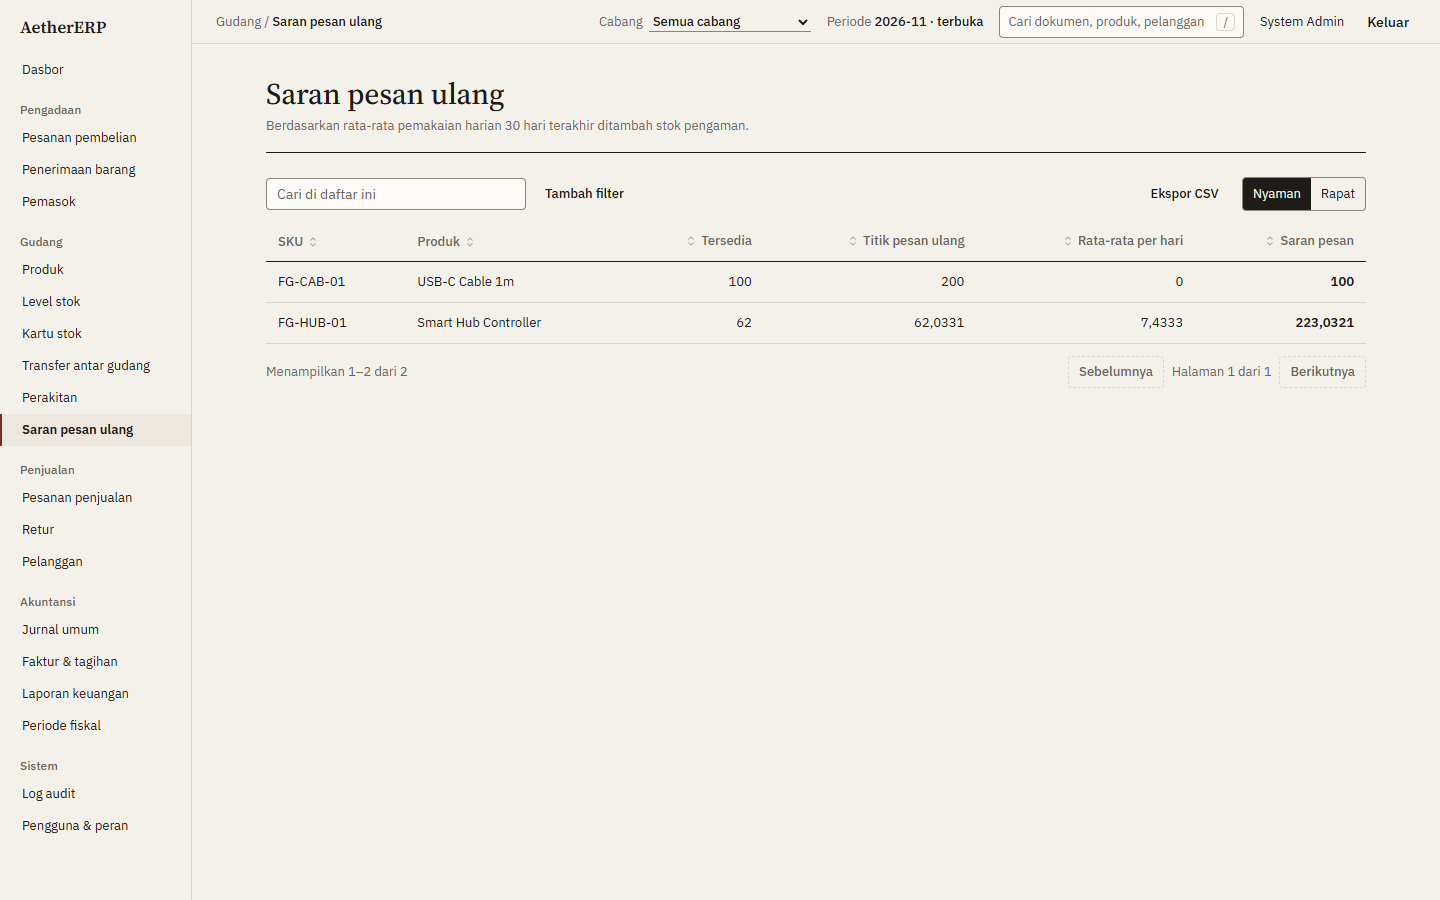 AetherERP
Dasbor
Pengadaan
Pesanan pembelian
Penerimaan barang
Pemasok
Gudang
Produk
Level stok
Kartu stok
Transfer antar gudang
Perakitan
Saran pesan ulang
Penjualan
Pesanan penjualan
Retur
Pelanggan
Akuntansi
Jurnal umum
Faktur & tagihan
Laporan keuangan
Periode fiskal
Sistem
Log audit
Pengguna & peran
Gudang / Saran pesan ulang Cabang Semua cabang Periode 2026-11 · terbuka Cari dokumen, produk, pelanggan / System Admin Keluar
Saran pesan ulang
Berdasarkan rata-rata pemakaian harian 30 hari terakhir ditambah stok pengaman.
Cari di daftar ini Tambah filter Ekspor CSV Nyaman Rapat
SKU Produk Tersedia Titik pesan ulang Rata-rata per hari Saran pesan
FG-CAB-01 USB-C Cable 1m 100 200 0 100
FG-HUB-01 Smart Hub Controller 62 62,0331 7,4333 223,0321
Menampilkan 1–2 dari 2 Sebelumnya Halaman 1 dari 1 Berikutnya